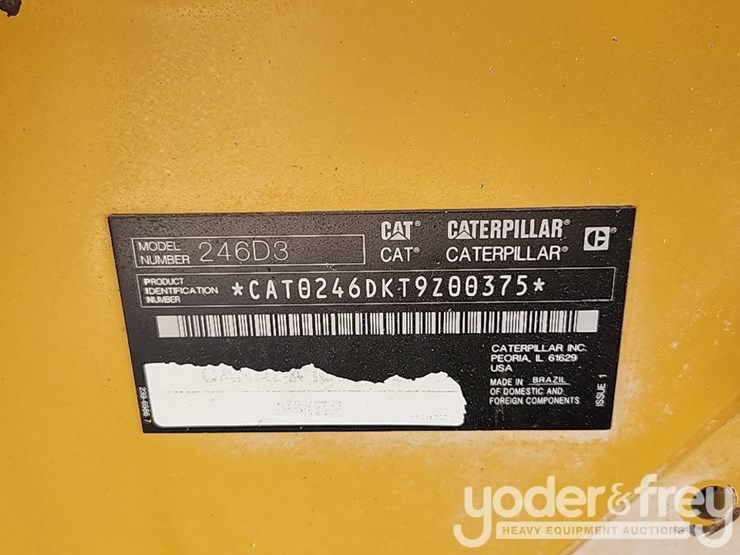 MODEL NUMBER 246D3
CAT® CATERPILLAR®
CAT® CATERPILLAR®
C
PRODUCT IDENTIFICATION NUMBER *CAT0246DKT9Z00375*
CATERPILLAR INC.
PEORIA, IL 61629
USA
MADE IN BRAZIL
OF DOMESTIC AND
FOREIGN COMPONENTS
ISSUE 1
yoder&frey
HEAVY EQUIPMENT AUCTIONS